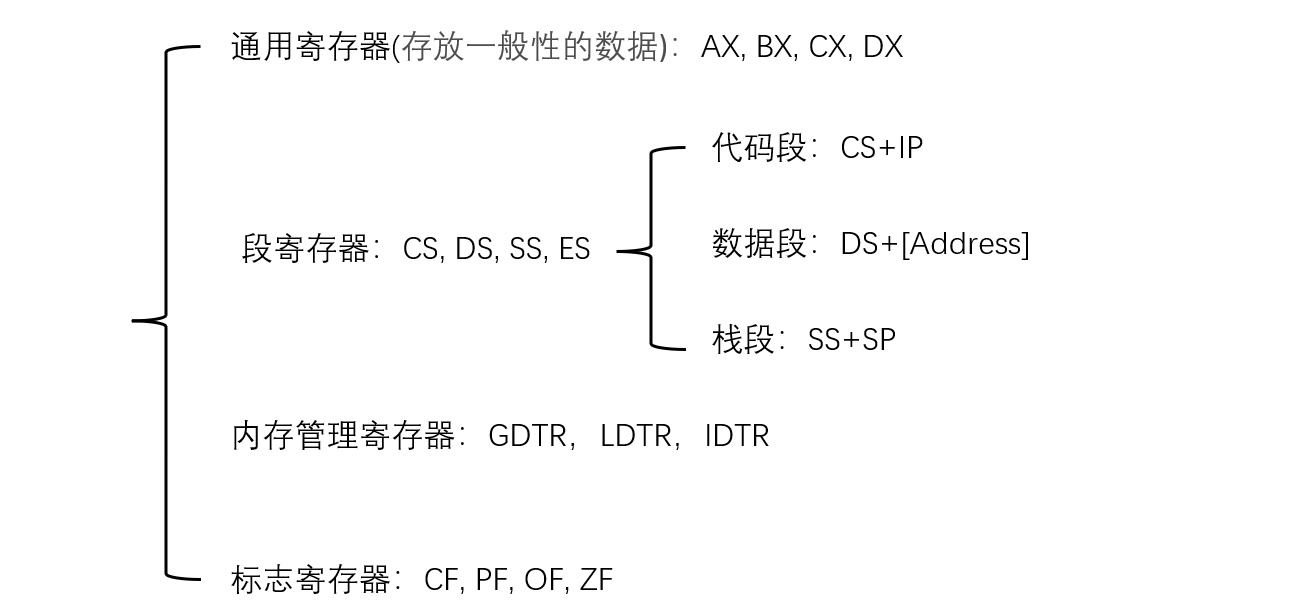 通用寄存器(存放一般性的数据)：AX, BX, CX, DX
代码段：CS+IP
段寄存器：CS, DS, SS, ES
数据段：DS+[Address]
栈段：SS+SP
内存管理寄存器：GDTR，LDTR，IDTR
标志寄存器：CF, PF, OF, ZF